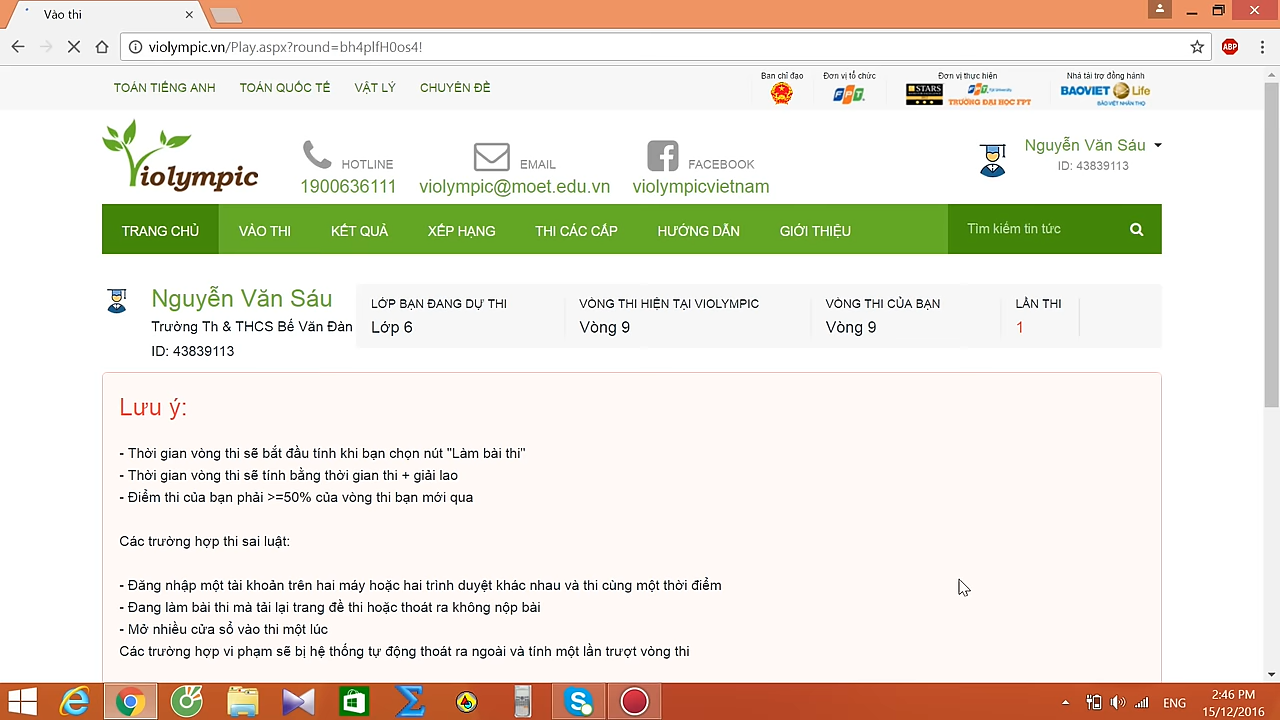 Vào thi
violympic.vn/Play.aspx?round=bh4plfH0os4!
ABP
TOÁN TIẾNG ANH TOÁN QUỐC TẾ VẬT LÝ CHUYÊN ĐỀ
Ban chỉ đạo Đơn vị tổ chức Đơn vị thực hiện Nhà tài trợ đồng hành
FPT STARS FPT BAOVIET Life
TRƯỜNG ĐẠI HỌC FPT BẢO VIỆT NHÂN THỌ
Violympic
HOTLINE EMAIL FACEBOOK
1900636111 violympic@moet.edu.vn violympicvietnam
Nguyễn Văn Sáu
ID: 43839113
TRANG CHỦ VÀO THI KẾT QUẢ XẾP HẠNG THI CÁC CẤP HƯỚNG DẪN GIỚI THIỆU Tìm kiếm tin tức
Nguyễn Văn Sáu
Trường Th & THCS Bế Văn Đàn
ID: 43839113
LỚP BẠN ĐANG DỰ THI VÒNG THI HIỆN TẠI VIOLYMPIC VÒNG THI CỦA BẠN LẦN THI
Lớp 6 Vòng 9 Vòng 9 1
Lưu ý:
- Thời gian vòng thi sẽ bắt đầu tính khi bạn chọn nút "Làm bài thi"
- Thời gian vòng thi sẽ tính bằng thời gian thi + giải lao
- Điểm thi của bạn phải >=50% của vòng thi bạn mới qua
Các trường hợp thi sai luật:
- Đăng nhập một tài khoản trên hai máy hoặc hai trình duyệt khác nhau và thi cùng một thời điểm
- Đang làm bài thi mà tải lại trang đề thi hoặc thoát ra không nộp bài
- Mở nhiều cửa sổ vào thi một lúc
Các trường hợp vi phạm sẽ bị hệ thống tự động thoát ra ngoài và tính một lần trượt vòng thi
ENG
2:46 PM
15/12/2016